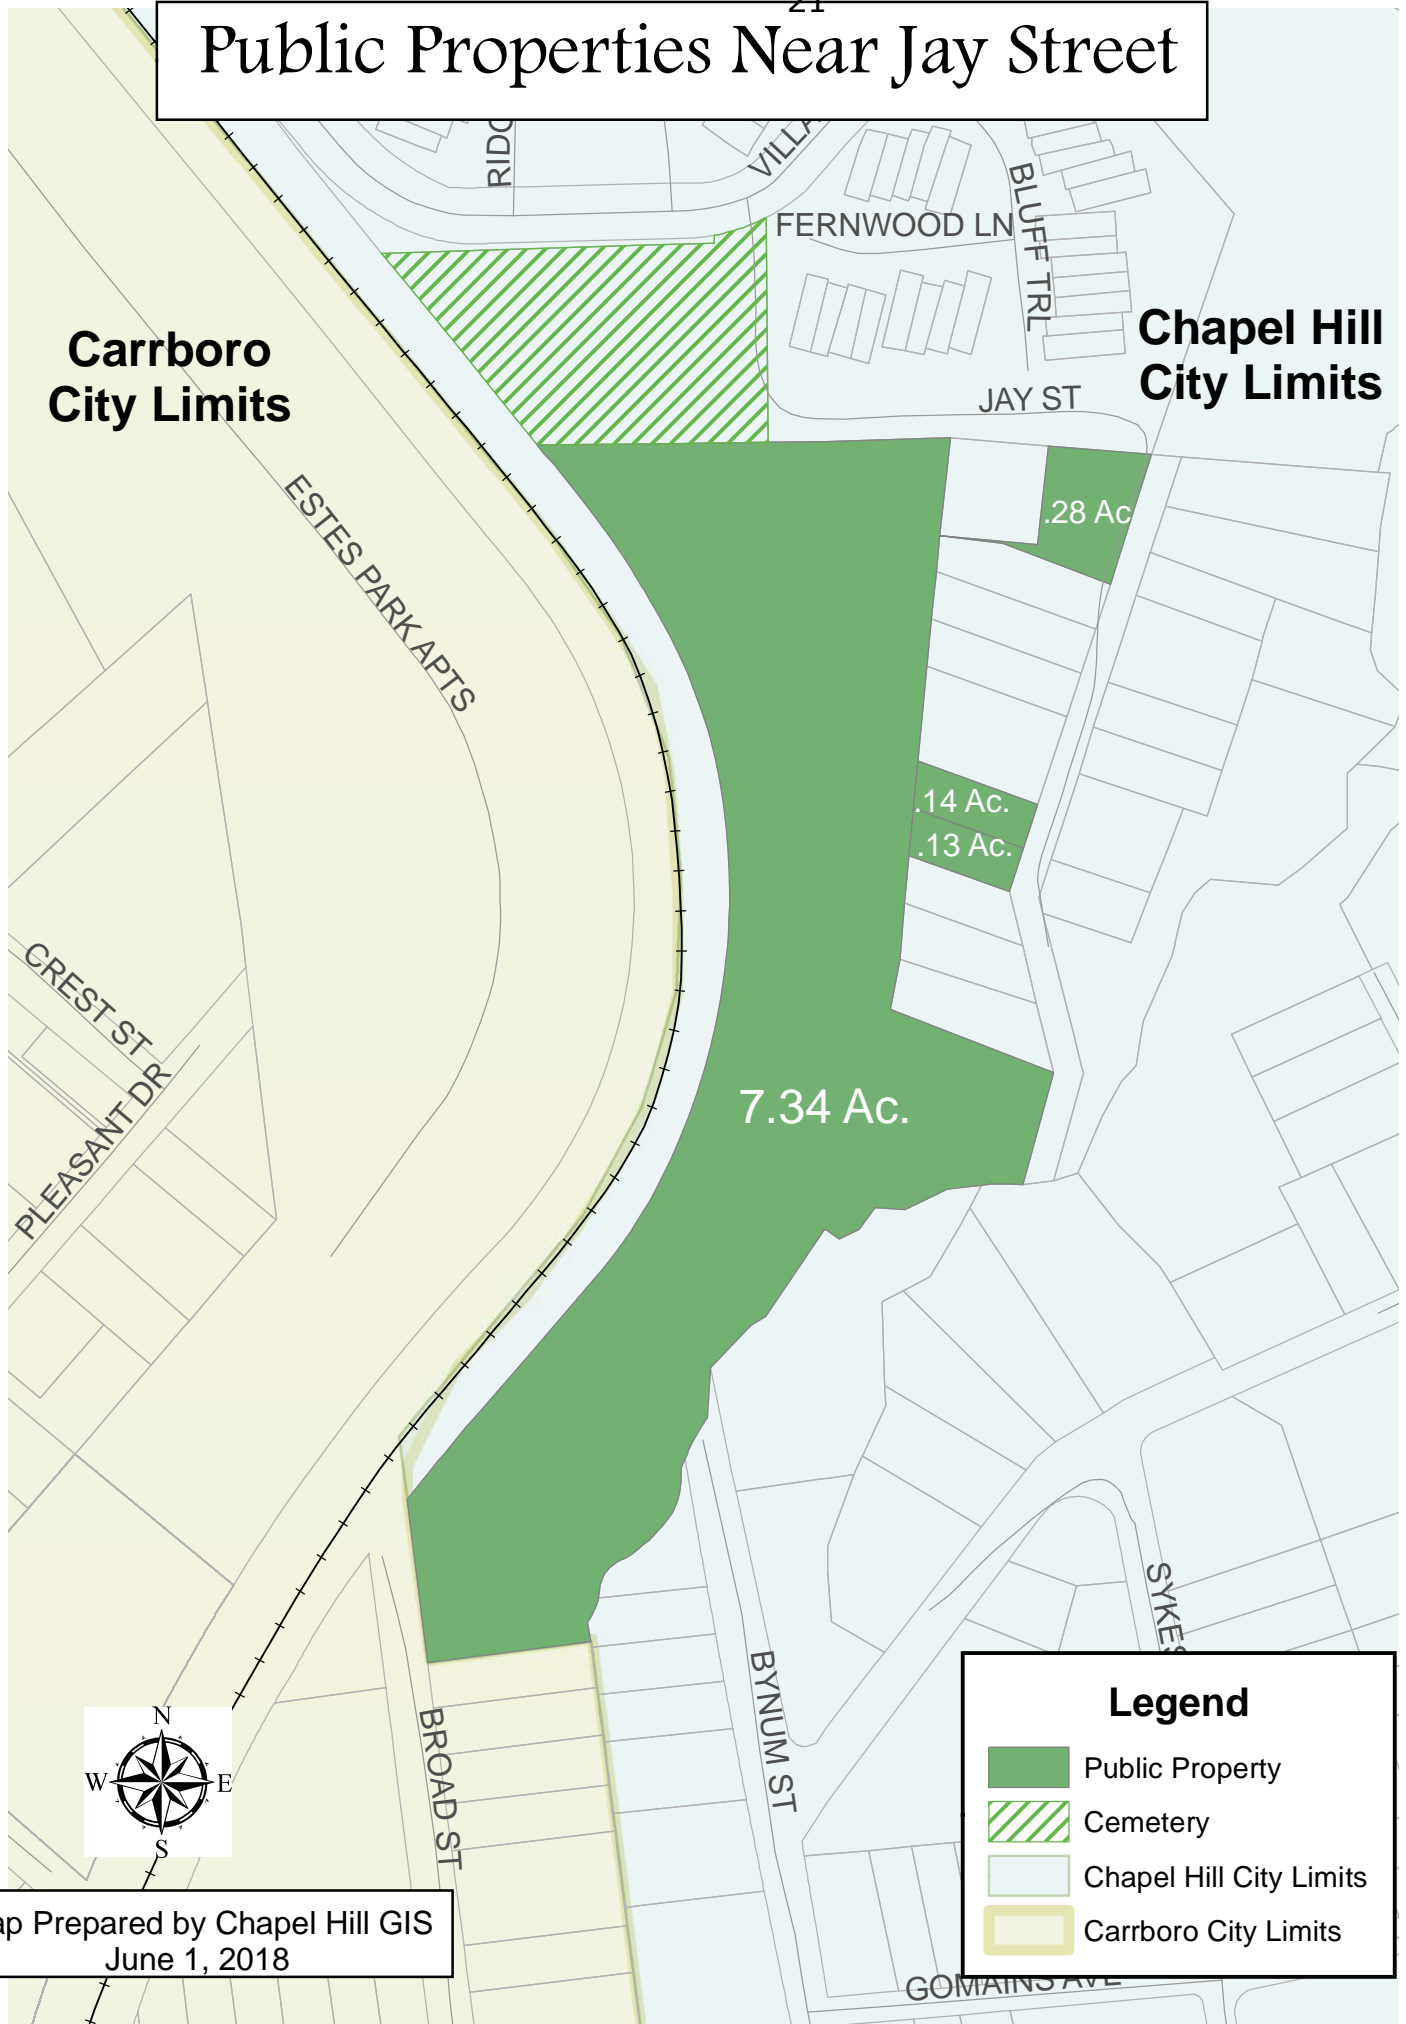 21
Public Properties Near Jay Street
FERNWOOD LN
BLUFF TRL
Carrboro
City Limits
Chapel Hill
City Limits
JAY ST
ESTES PARK APTS
.28 Ac
.14 Ac.
.13 Ac.
CREST ST
PLEASANT DR
7.34 Ac.
BROAD ST
BYNUM ST
SYKES
N
W
E
S
Legend
Public Property
Cemetery
Chapel Hill City Limits
Carrboro City Limits
Prepared by Chapel Hill GIS
June 1, 2018
GOMAINS AVE